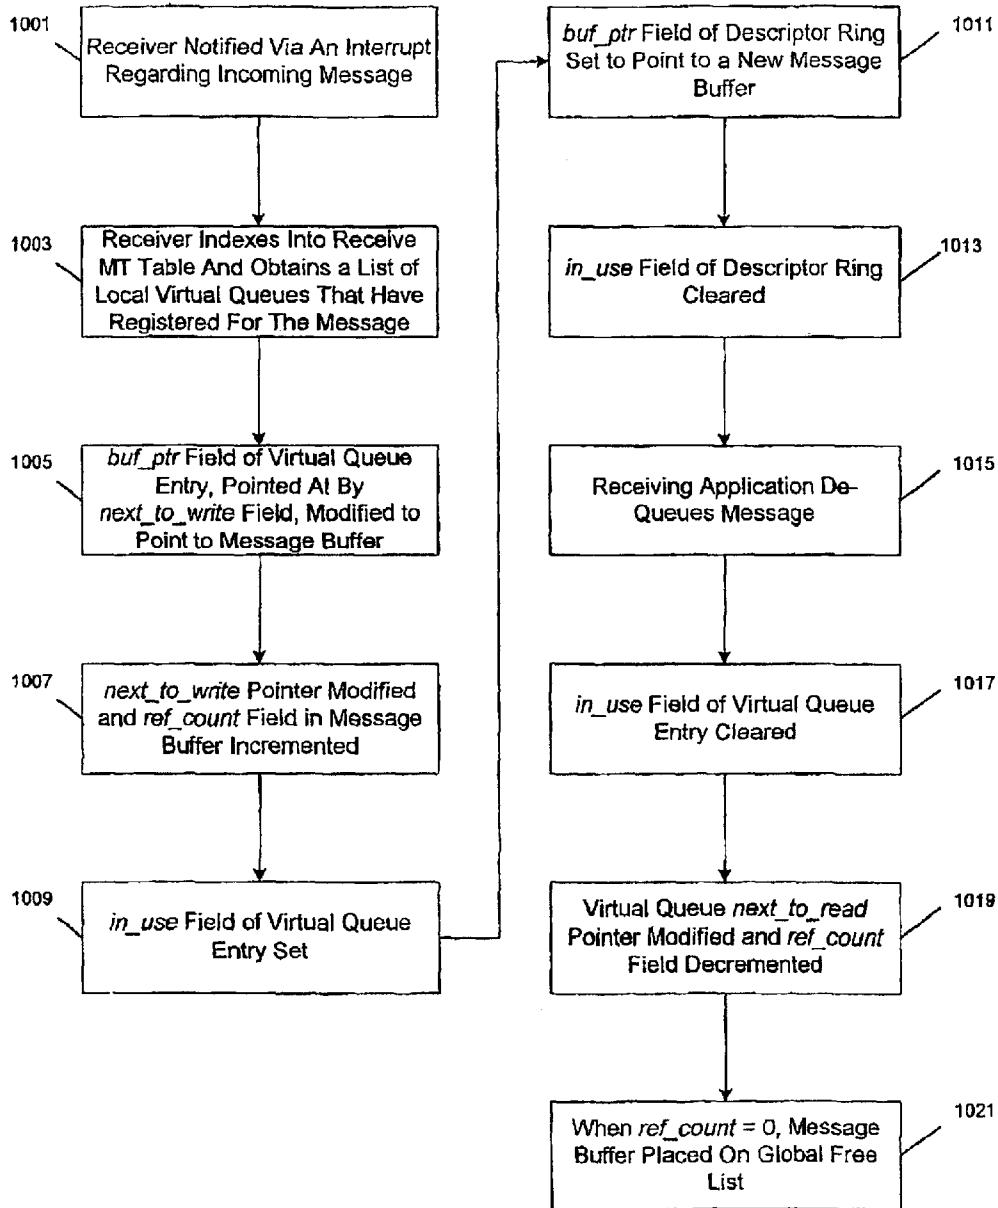 1001
Receiver Notified Via An Interrupt
Regarding Incoming Message
1003
Receiver Indexes Into Receive
MT Table And Obtains a List of
Local Virtual Queues That Have
Registered For The Message
1005
buf_ptr Field of Virtual Queue
Entry, Pointed At By
next_to_write Field, Modified to
Point to Message Buffer
1007
next_to_write Pointer Modified
and ref_count Field in Message
Buffer Incremented
1009
in_use Field of Virtual Queue
Entry Set
1011
buf_ptr Field of Descriptor Ring
Set to Point to a New Message
Buffer
1013
in_use Field of Descriptor Ring
Cleared
1015
Receiving Application De-
Queues Message
1017
in_use Field of Virtual Queue
Entry Cleared
1019
Virtual Queue next_to_read
Pointer Modified and ref_count
Field Decremented
1021
When ref_count = 0, Message
Buffer Placed On Global Free
List